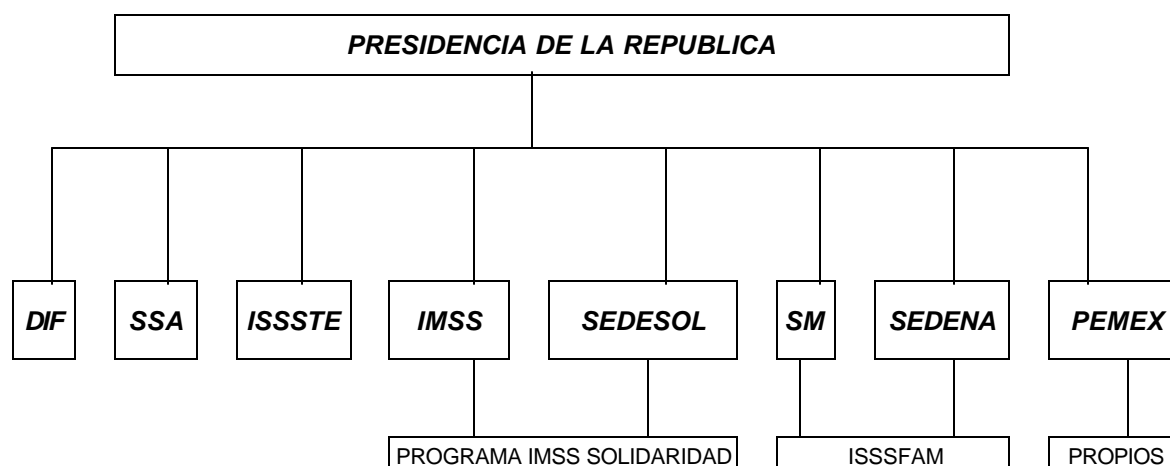 PRESIDENCIA DE LA REPUBLICA
DIF
SSA
ISSSTE
IMSS
SEDESOL
SM
SEDENA
PEMEX
PROGRAMA IMSS SOLIDARIDAD
ISSSFAM
PROPIOS